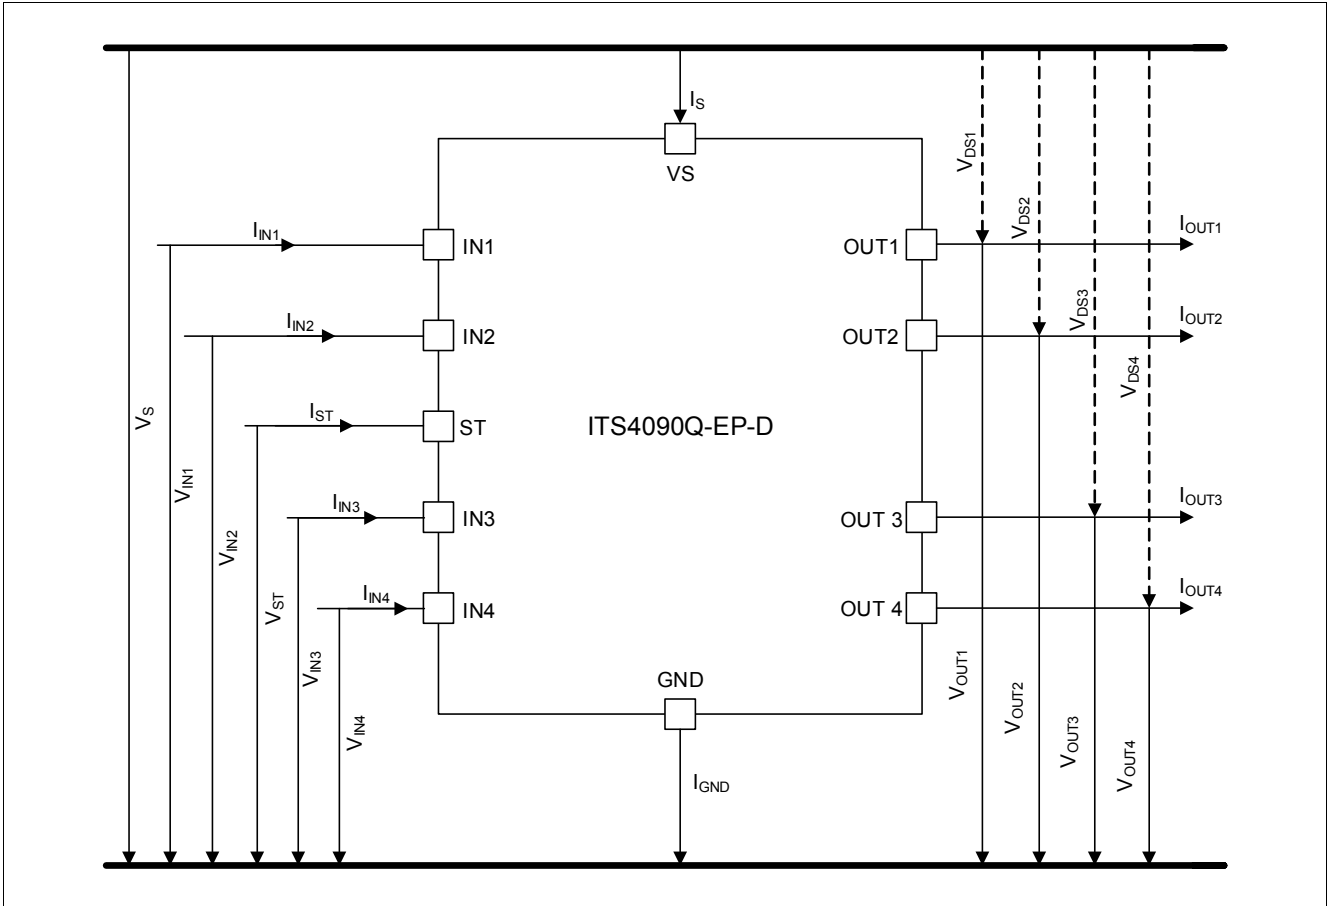 I_S
VS
V_DS1
V_DS2
V_DS3
V_DS4
I_IN1
IN1
OUT1
I_OUT1
I_IN2
IN2
OUT2
I_OUT2
I_ST
ST
ITS4090Q-EP-D
I_IN3
IN3
OUT 3
I_OUT3
I_IN4
IN4
OUT 4
I_OUT4
V_S
V_IN1
V_IN2
V_ST
V_IN3
V_IN4
GND
I_GND
V_OUT1
V_OUT2
V_OUT3
V_OUT4